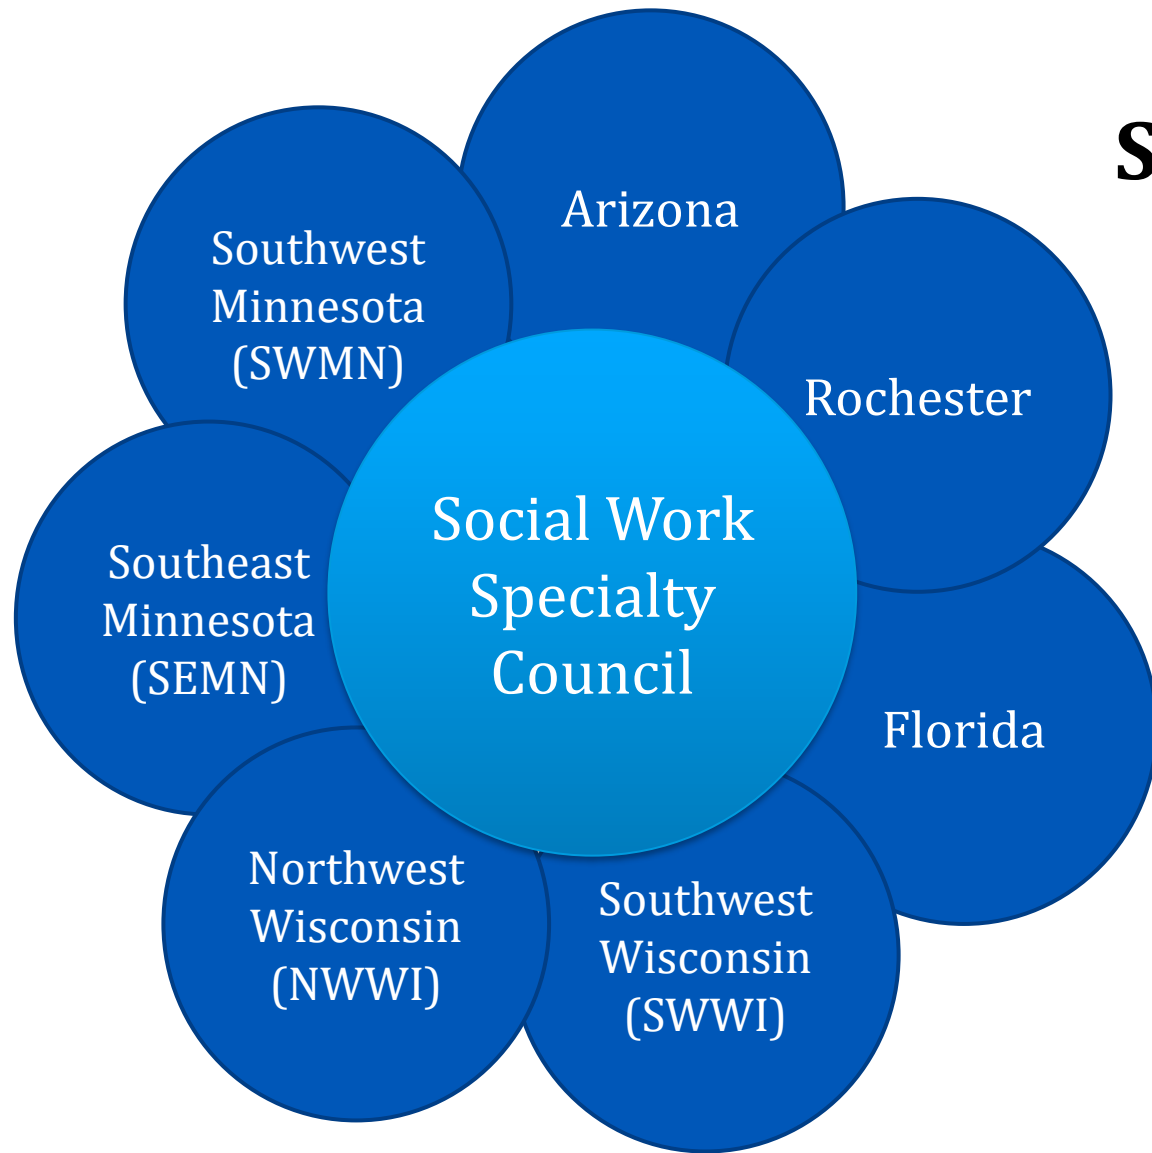 S
Arizona
Southwest
Minnesota
(SWMN)
Rochester
Social Work
Specialty
Council
Southeast
Minnesota
(SEMN)
Florida
Northwest
Wisconsin
(NWWI)
Southwest
Wisconsin
(SWWI)